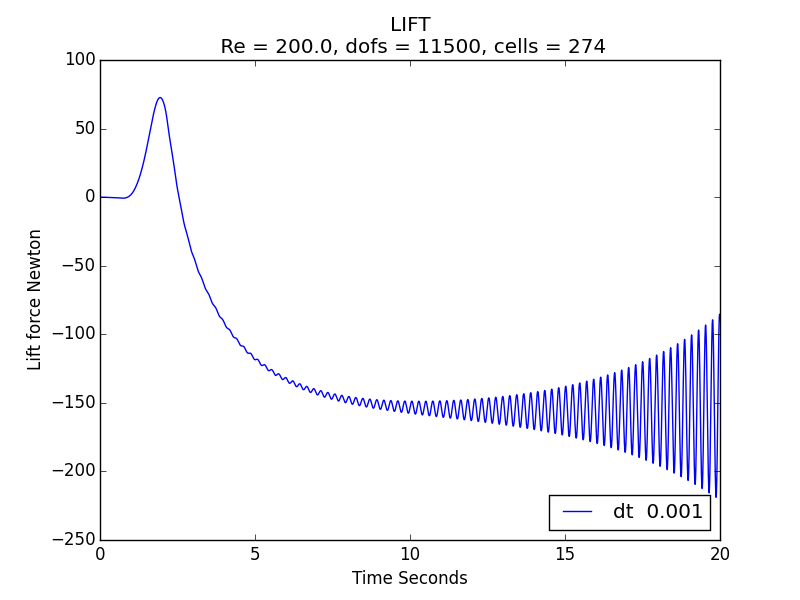 LIFT
Re = 200.0, dofs = 11500, cells = 274
100
50
0
−50
−100
−150
−200
−250
Lift force Newton
dt 0.001
0 5 10 15 20
Time Seconds